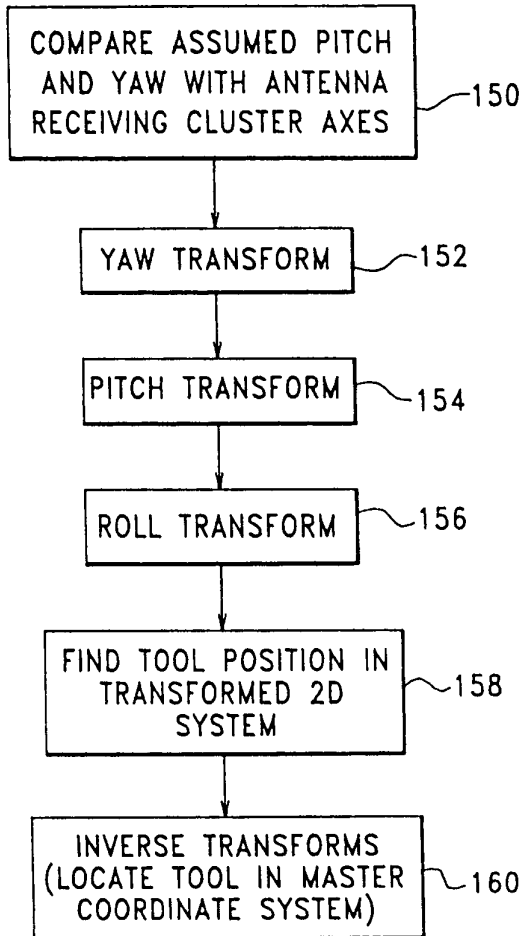 COMPARE ASSUMED PITCH
AND YAW WITH ANTENNA
RECEIVING CLUSTER AXES
150
YAW TRANSFORM
152
PITCH TRANSFORM
154
ROLL TRANSFORM
156
FIND TOOL POSITION IN
TRANSFORMED 2D
SYSTEM
158
INVERSE TRANSFORMS
(LOCATE TOOL IN MASTER
COORDINATE SYSTEM)
160